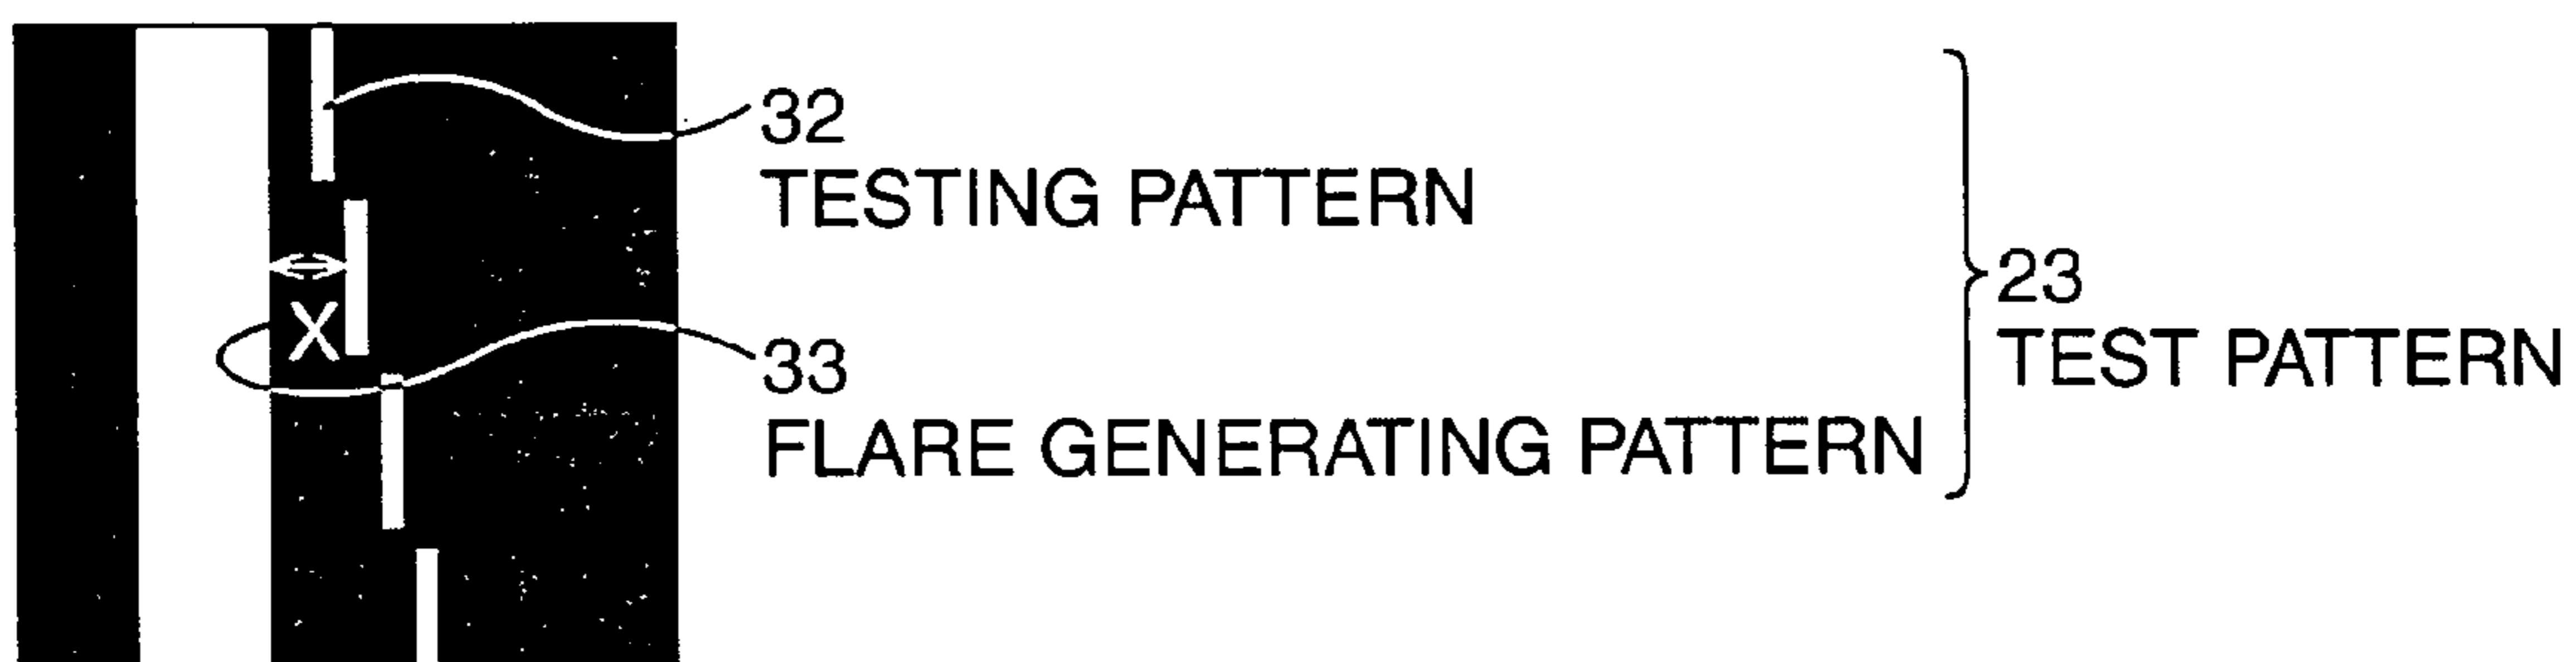 32
TESTING PATTERN
X
33
FLARE GENERATING PATTERN
23
TEST PATTERN